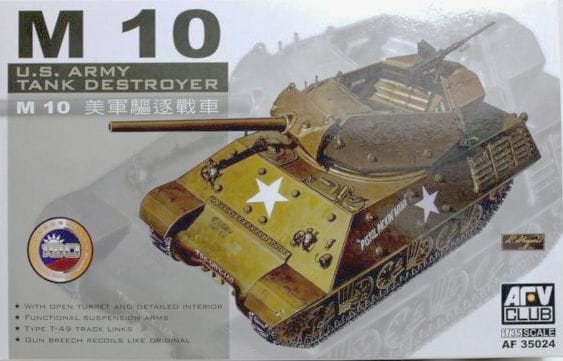 M 10
U.S. ARMY
TANK DESTROYER
M 10 美軍驅逐戰車
★ WITH OPEN TURRET AND DETAILED INTERIOR
★ FUNCTIONAL SUSPENSION ARMS
★ TYPE T-49 TRACK LINKS
★ GUN BREECH RECOILS LIKE ORIGINAL
AFV
CLUB
1/35 SCALE
AF 35024